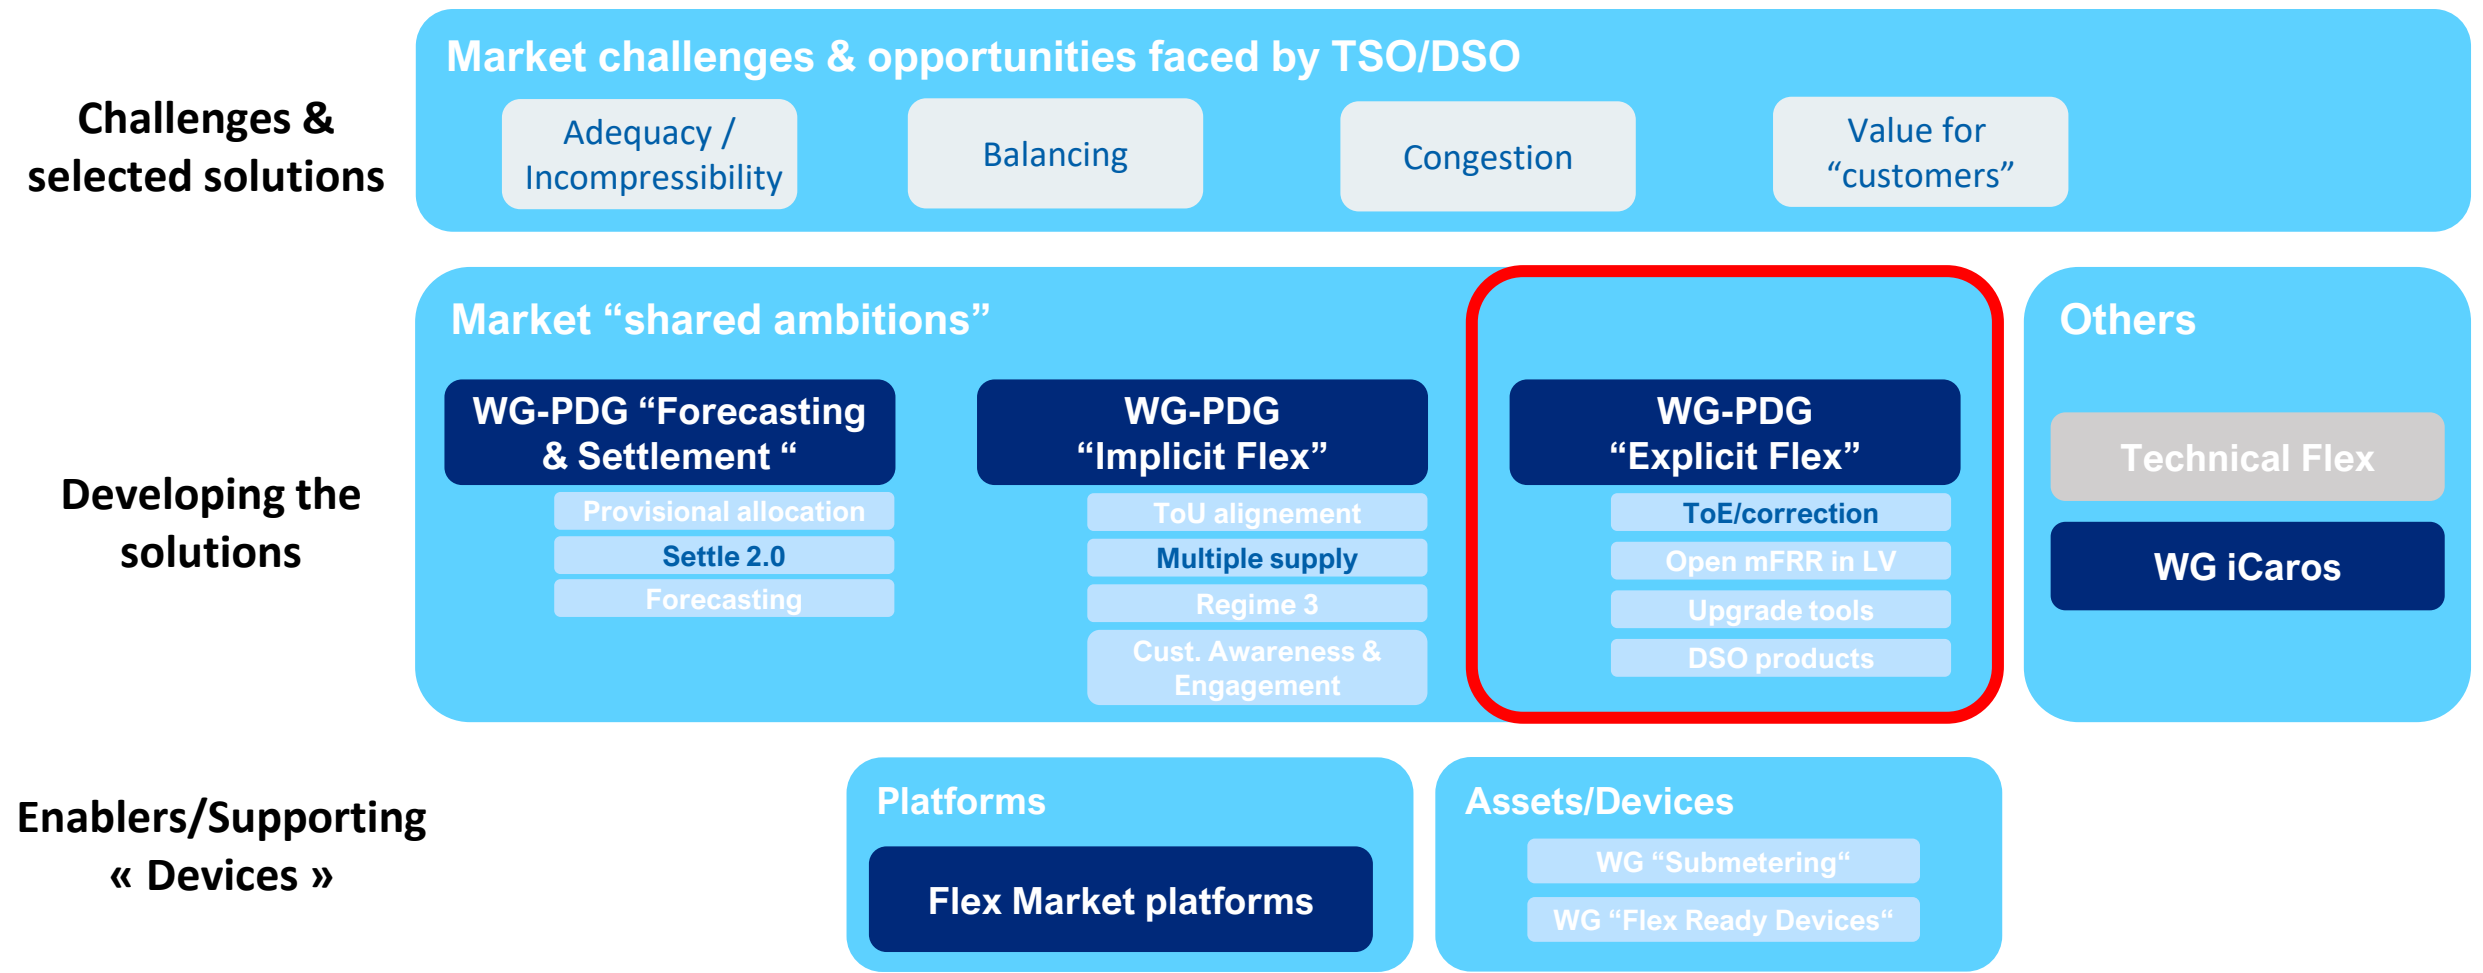 Market challenges & opportunities faced by TSO/DSO
Challenges &
selected solutions
Adequacy /
Incompressibility
Balancing
Congestion
Value for
“customers”
Market “shared ambitions”
Others
Developing the
solutions
WG-PDG “Forecasting
& Settlement “
Provisional allocation
Settle 2.0
Forecasting
WG-PDG
“Implicit Flex”
ToU alignement
Multiple supply
Regime 3
Cust. Awareness &
Engagement
WG-PDG
“Explicit Flex”
ToE/correction
Open mFRR in LV
Upgrade tools
DSO products
Technical Flex
WG iCaros
Enablers/Supporting
« Devices »
Platforms
Flex Market platforms
Assets/Devices
WG “Submetering“
WG “Flex Ready Devices“